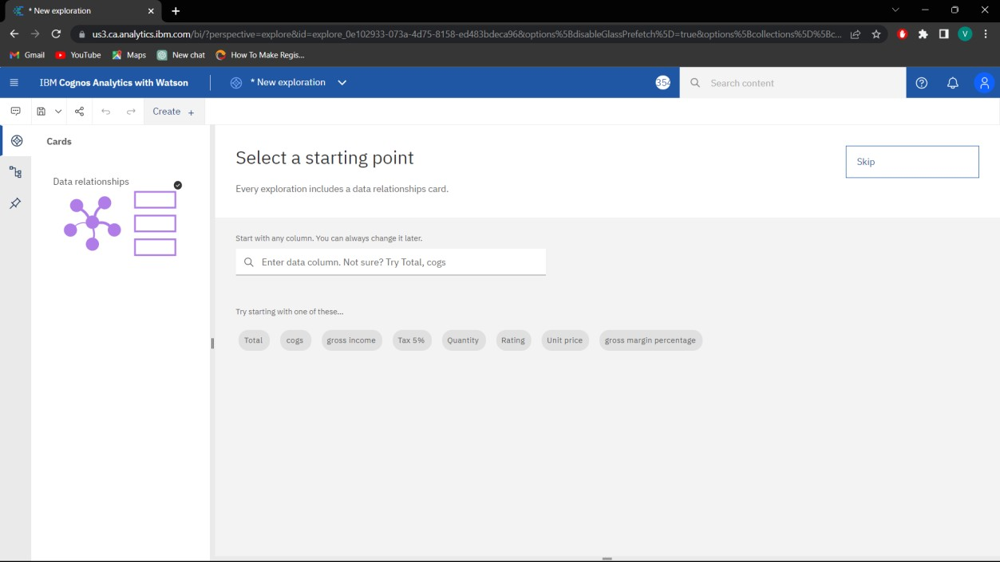 * New exploration
us3.ca.analytics.ibm.com/bi/?perspective=explore&id=explore_0e102933-073a-4d75-8158-ed483bdeca96&options%5BdisableGlassPrefetch%5D=true&options%5Bcollections%5D%5Bc...
Gmail YouTube Maps New chat How To Make Regis...
IBM Cognos Analytics with Watson * New exploration 354 Search content
V
Create +
Cards
Data relationships
Select a starting point
Skip
Every exploration includes a data relationships card.
Start with any column. You can always change it later.
Enter data column. Not sure? Try Total, cogs
Try starting with one of these...
Total cogs gross income Tax 5% Quantity Rating Unit price gross margin percentage